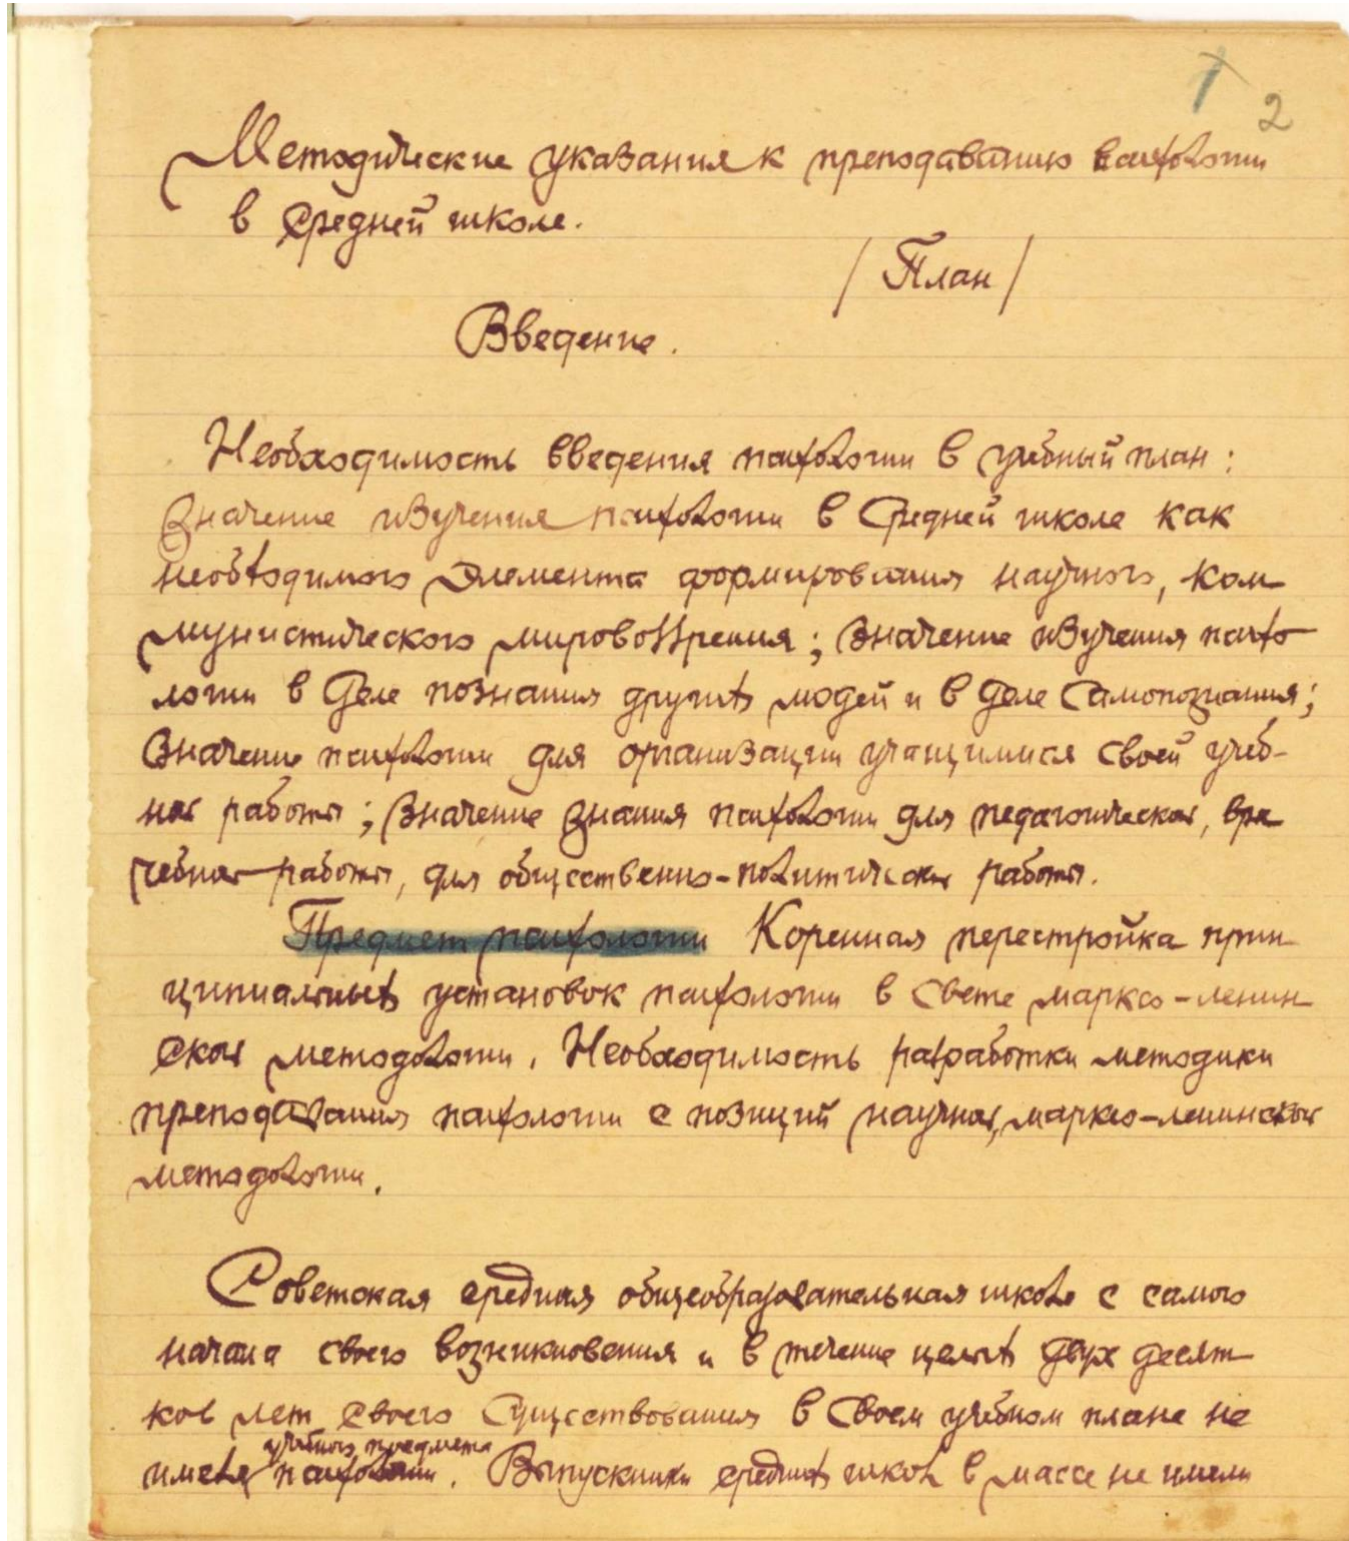 1 2
Методические указания к преподаванию психологии
в средней школе.
/ План /
Введение.
Необходимость введения психологии в учебный план:
Значение изучения психологии в средней школе как
необходимого элемента формирования научного, ком
мунистического мировоззрения; значение изучения психо
логии в деле познания других людей и в деле самопознания;
Значение психологии для организации учащимися своей учеб-
ной работы; значение знания психологии для педагогической, вра
чебной работы, для общественно-политической работы.
Предмет психологии Коренная перестройка прин
ципиальных установок психологии в свете марксо-ленин
ской методологии. Необходимость разработки методики
преподавания психологии с позиций научной, марксо-ленинской
методологии.
Советская средняя общеобразовательная школа с самого
начала своего возникновения и в течение целых двух десят
ков лет своего существования в своем учебном плане не
учебного предмета
имела психологии. Выпускники средних школ в массе не имели